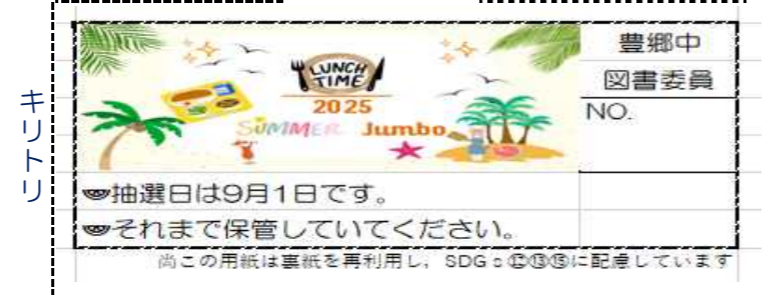 キリトリ
LUNCH
TIME
2025
SUMMER Jumbo
豊郷中
図書委員
NO.
抽選日は9月1日です。
それまで保管していてください。
尚この用紙は裏紙を再利用し、SDGs⑫⑬⑮に配慮しています